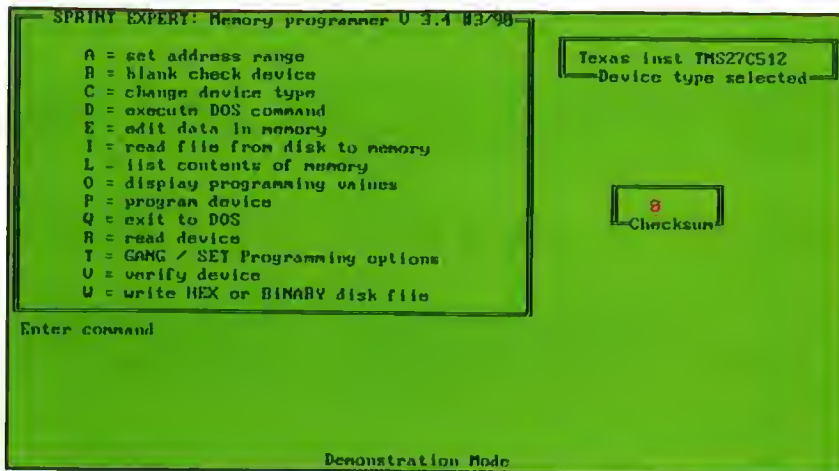 SPRINT EXPERT: Memory programmer V 3.4 03/90
A = set address range
B = blank check device
C = change device type
D = execute DOS command
E = edit data in memory
I = read file from disk to memory
L = list contents of memory
O = display programming values
P = program device
Q = exit to DOS
R = read device
T = GANG / SET Programming options
V = verify device
W = write HEX or BINARY disk file
Texas inst TMS27C512
Device type selected
0
Checksum
Enter command
Demonstration Mode